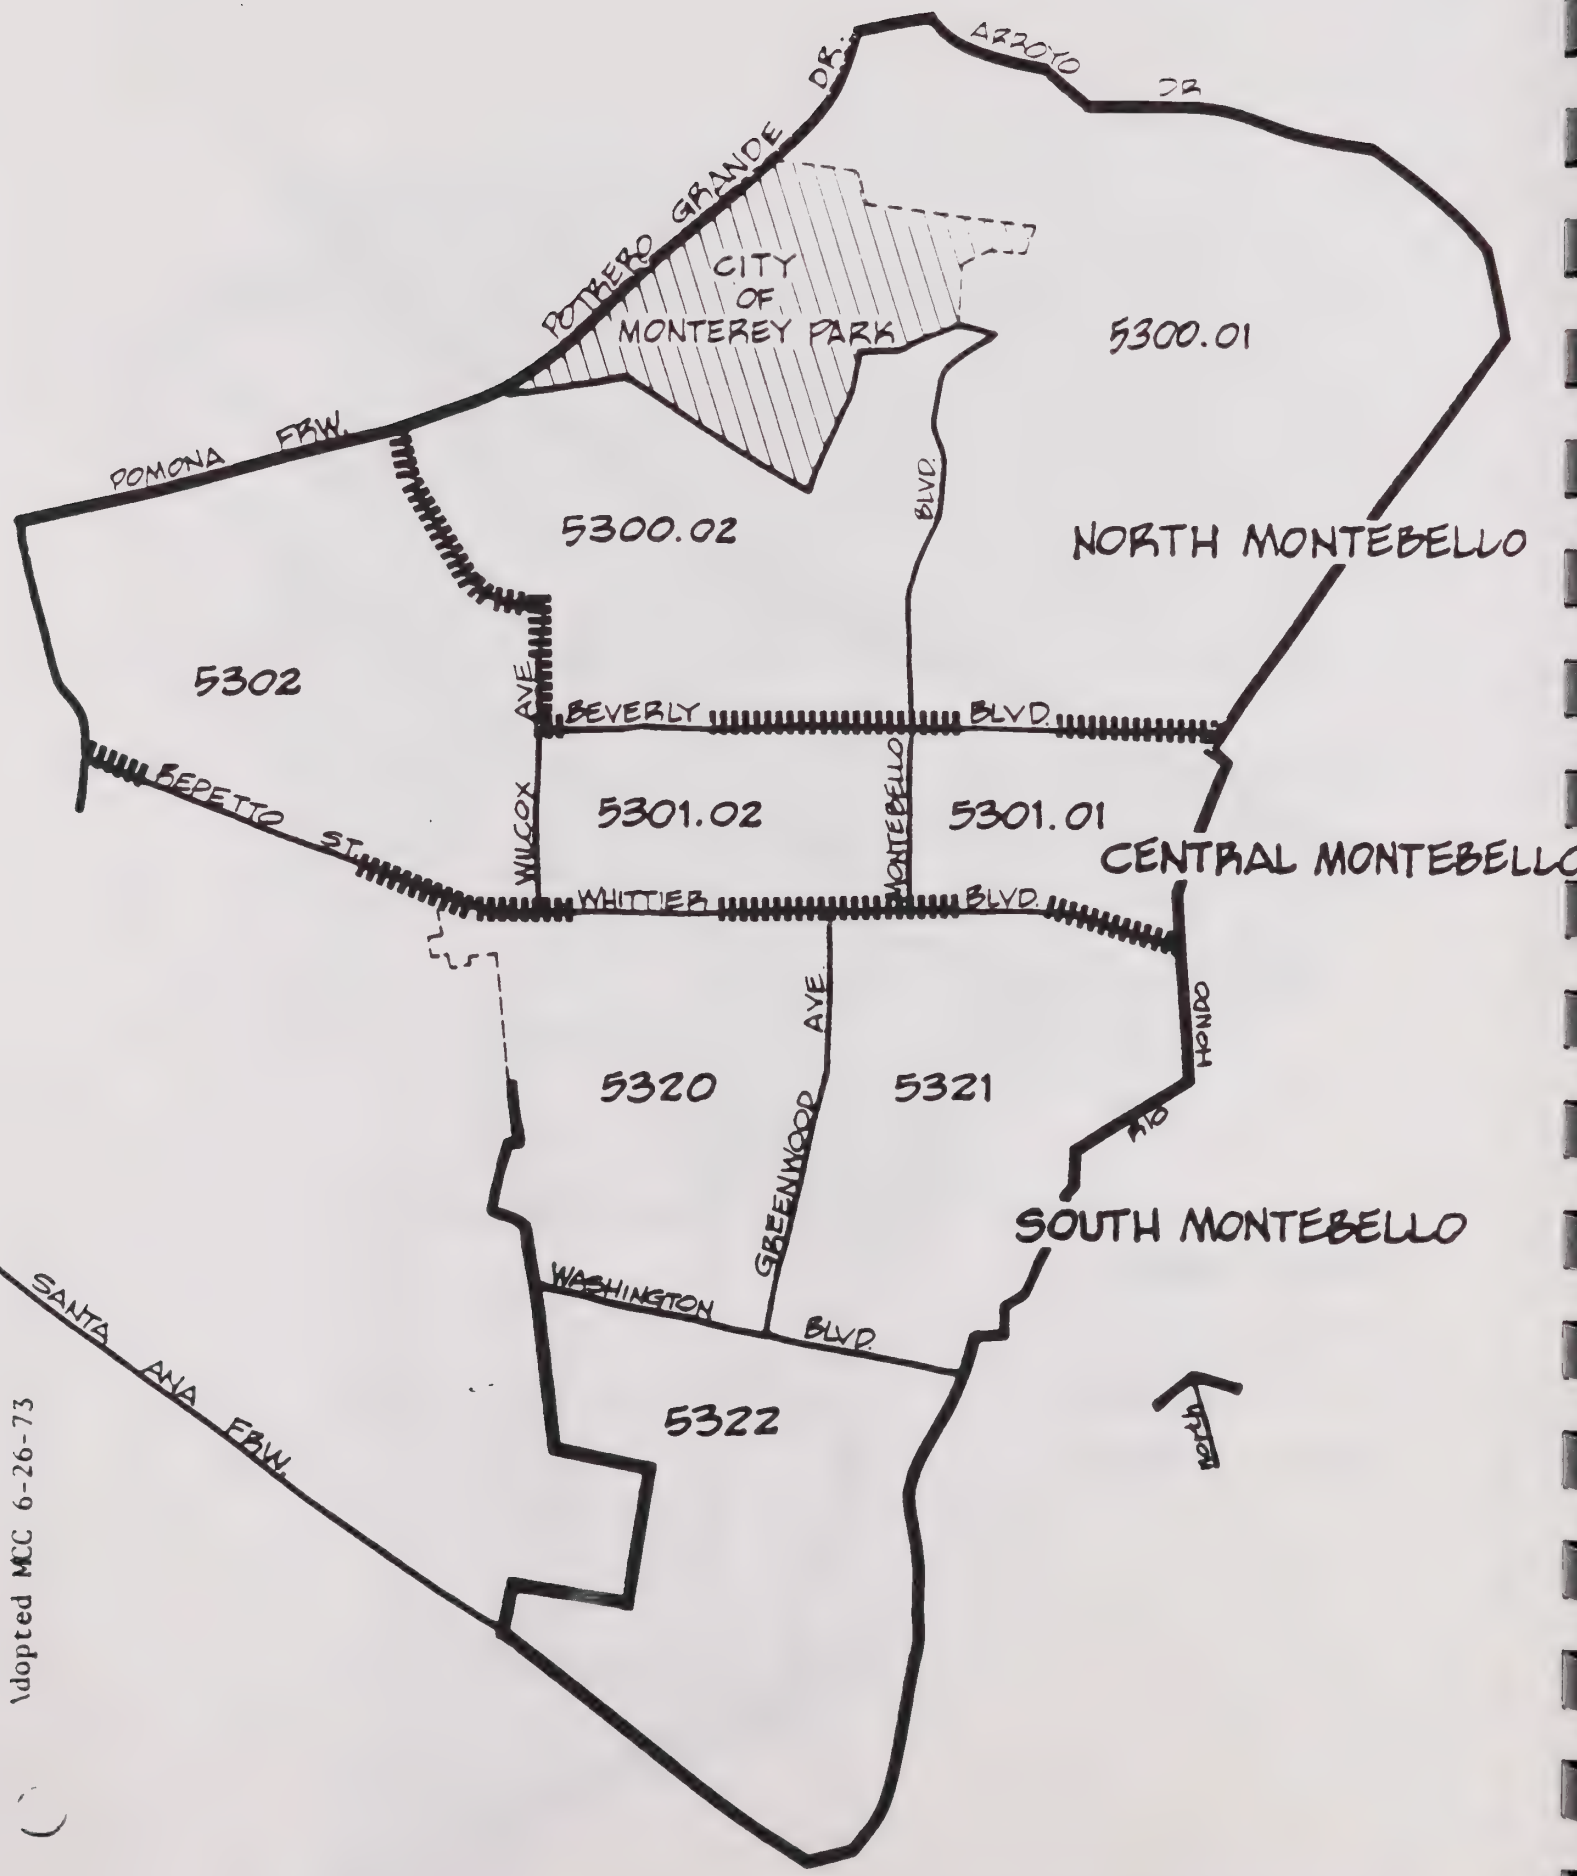 ARROYO DR
POTRERO GRANDE DR.
CITY
OF
MONTEREY PARK
5300.01
POMONA FRW.
5300.02
BLVD.
NORTH MONTEBELLO
5302
AVE
BEVERLY BLVD.
BEPETTO ST.
WILCOX
5301.02
MONTEBELLO
5301.01
CENTRAL MONTEBELLO
WHITTIER BLVD.
AVE.
GREENWOOD
HONDO
RIO
5320
5321
SOUTH MONTEBELLO
WASHINGTON BLVD.
SANTA ANA FRW.
5322
north
Adopted MCC 6-26-73